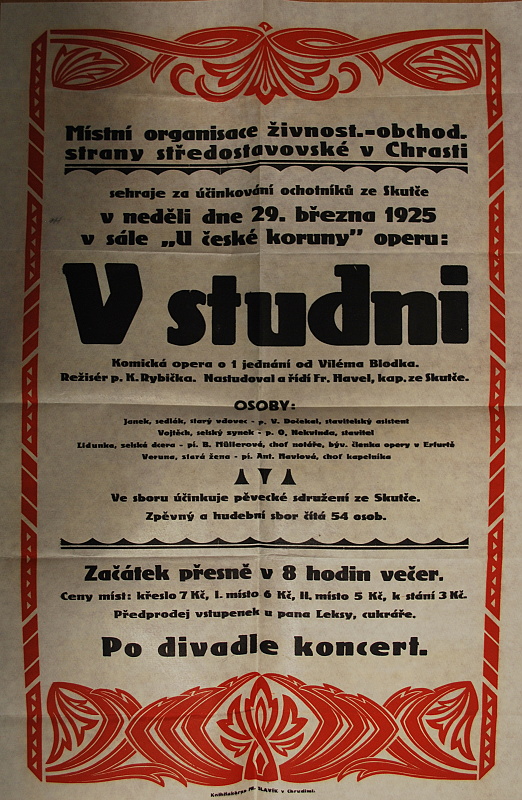 Místní organisace živnost.-obchod.
strany středostavovské v Chrasti
sehraje za účinkování ochotníků ze Skutče
v neděli dne 29. března 1925
v sále „U české koruny" operu:
V studni
Komická opera o 1 jednání od Viléma Blodka.
Režisér p. K. Rybička. Nastudoval a řídí Fr. Havel, kap. ze Skutče.
OSOBY:
Janek, sedlák, starý vdovec - p. V. Dočekal, stavitelský asistent
Vojtěch, selský synek - p. O. Nekvinda, stavitel
Lidunka, selská dcera - pí. B. Müllerová, choť notáře, býv. členka opery v Erfurtě
Veruna, stará žena - pí. Ant. Havlová, choť kapelníka
Ve sboru účinkuje pěvecké sdružení ze Skutče.
Zpěvný a hudební sbor čítá 54 osob.
Začátek přesně v 8 hodin večer.
Ceny míst: křeslo 7 Kč, I. místo 6 Kč, II. místo 5 Kč, k stání 3 Kč.
Předprodej vstupenek u pana Leksy, cukráře.
Po divadle koncert.
Knihtiskárna FR. SLAVÍK v Chrudimi.